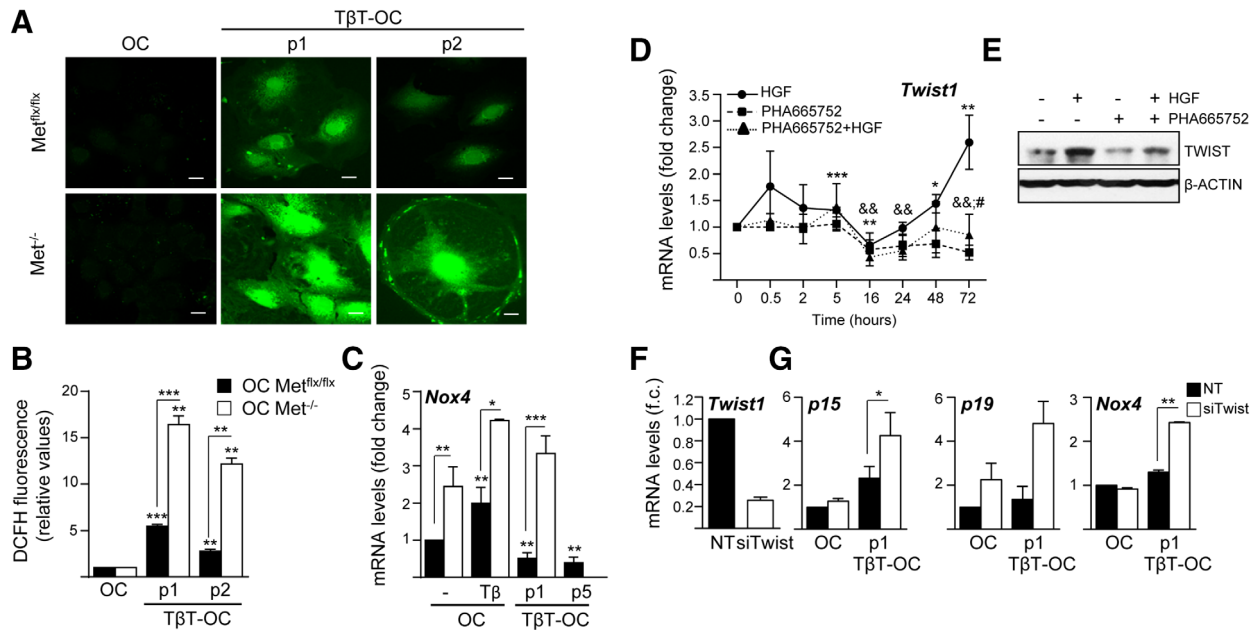 A
TβT-OC
OC p1 p2
Met^flx/flx
Met^-/-
B
DCFH fluorescence
(relative values)
20
15
10
5
OC Met^flx/flx
OC Met^-/-
***
**
***
**
**
**
OC p1 p2
TβT-OC
C
Nox4
mRNA levels (fold change)
5
4
3
2
1
**
*
**
***
**
**
- Tβ p1 p5
OC TβT-OC
D
Twist1
HGF
PHA665752
PHA665752+HGF
mRNA levels (fold change)
3.5
3.0
2.5
2.0
1.5
1.0
0.5
***
&&
**
&&
*
**
&&;#
0 0.5 2 5 16 24 48 72
Time (hours)
E
- + - + HGF
- - + + PHA665752
TWIST
β-ACTIN
F
mRNA levels (f.c.)
1.2
1.0
0.8
0.6
0.4
0.2
Twist1
NT siTwist
G
p15
6
4
2
*
OC p1
TβT-OC
p19
6
4
2
OC p1
TβT-OC
Nox4
3
2
1
**
OC p1
TβT-OC
NT
siTwist